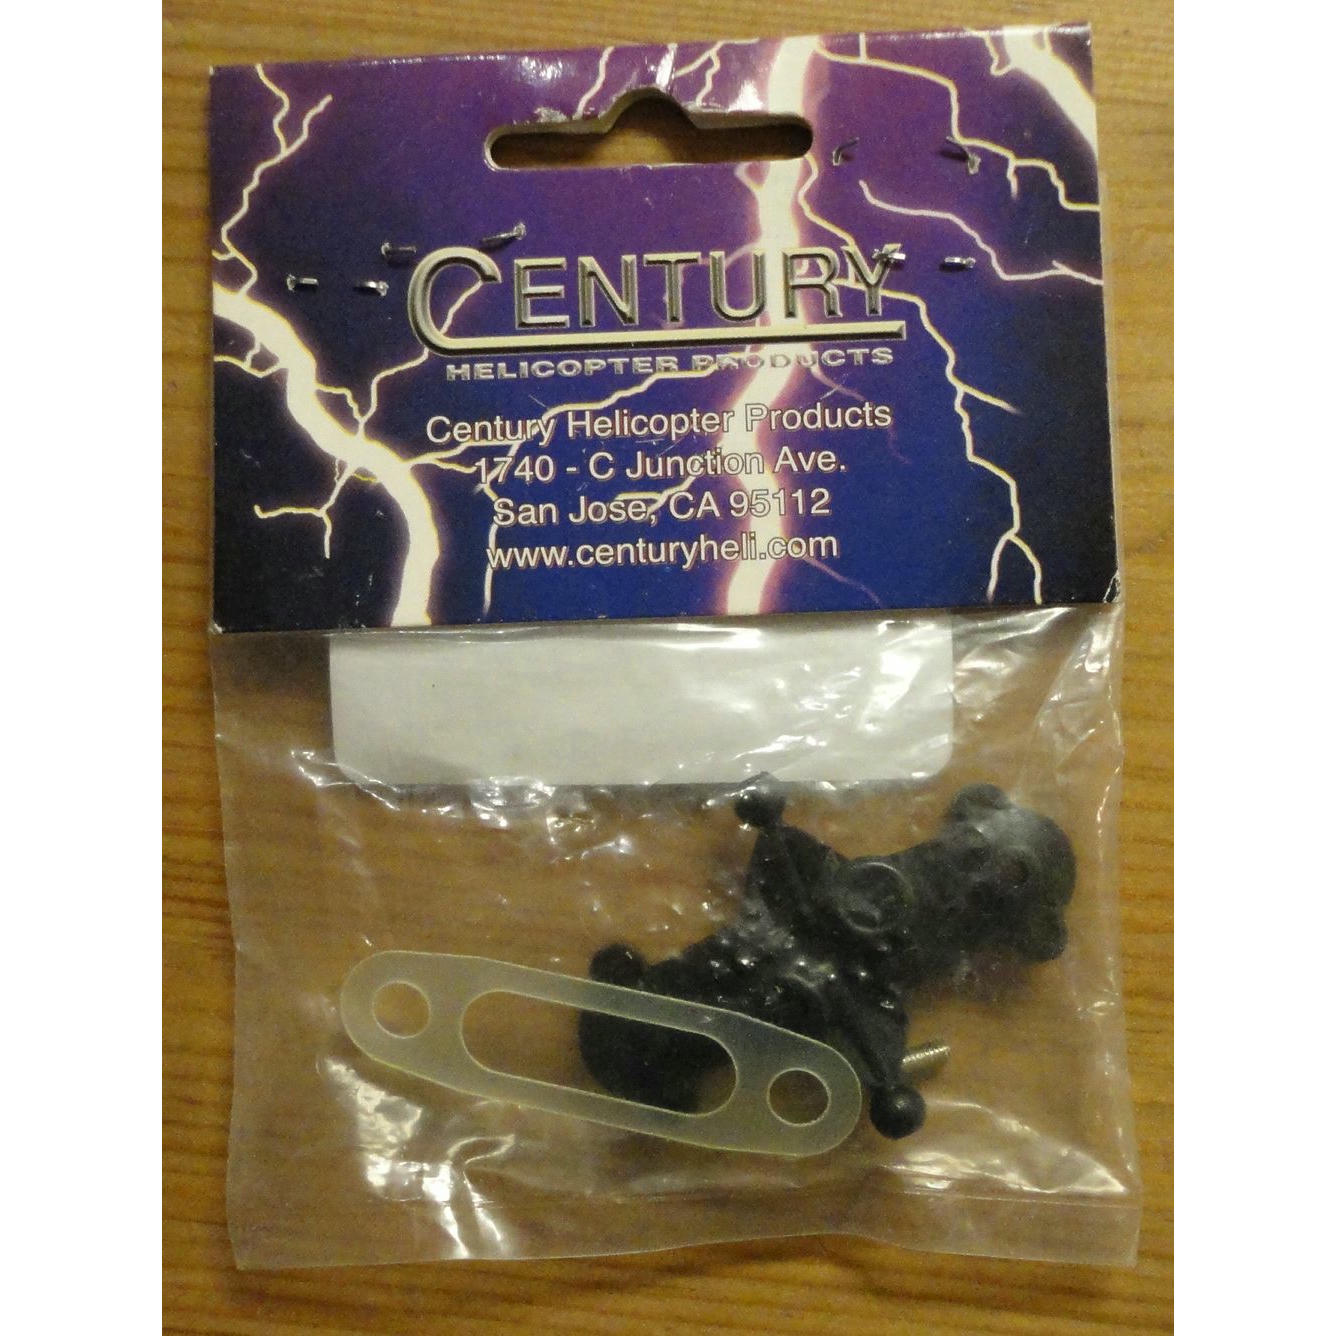 CENTURY
HELICOPTER PRODUCTS
Century Helicopter Products
1740 - C Junction Ave.
San Jose, CA 95112
www.centuryheli.com